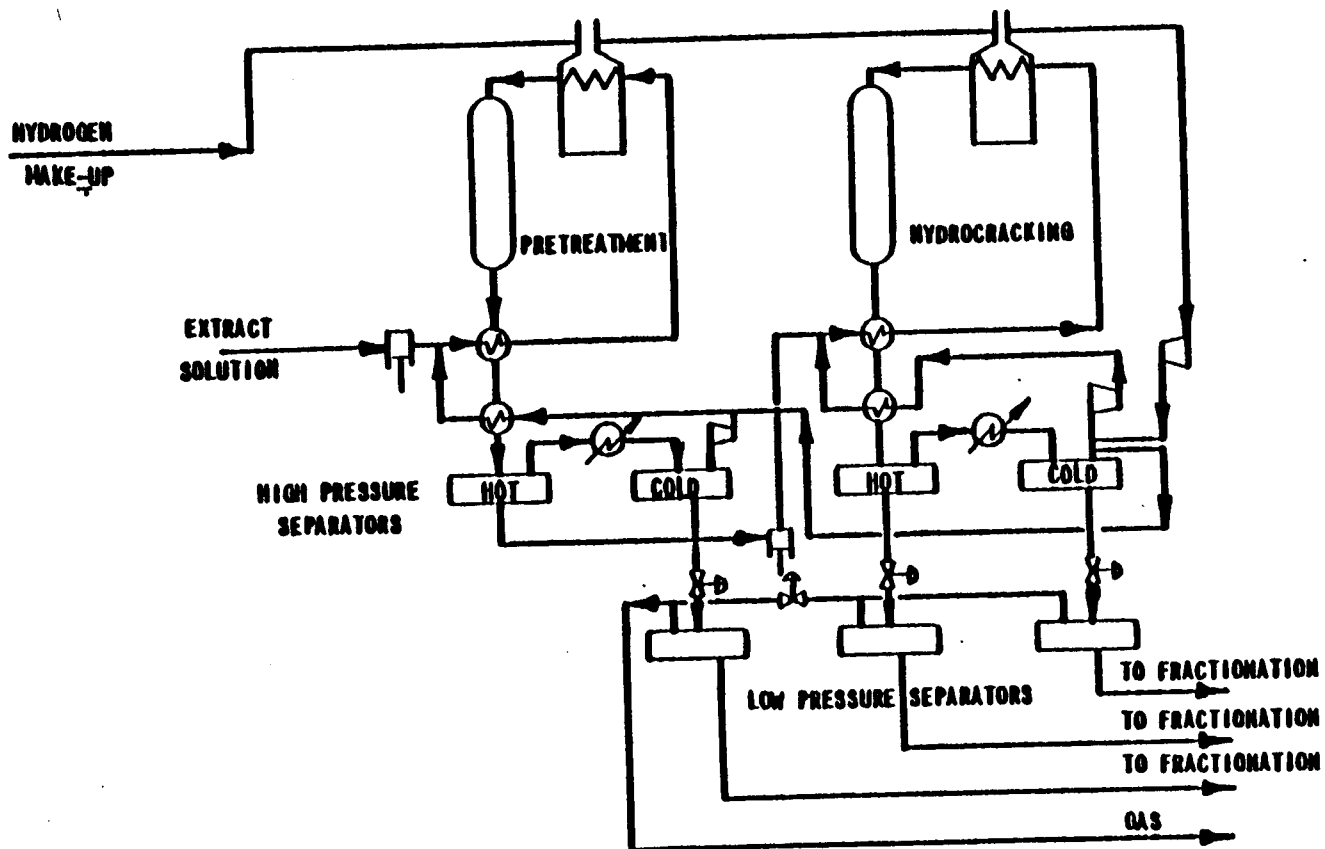 HYDROGEN
MAKE-UP
PRETREATMENT
HYDROCRACKING
EXTRACT
SOLUTION
HIGH PRESSURE
SEPARATORS
HOT
COLD
HOT
COLD
LOW PRESSURE SEPARATORS
TO FRACTIONATION
TO FRACTIONATION
TO FRACTIONATION
GAS